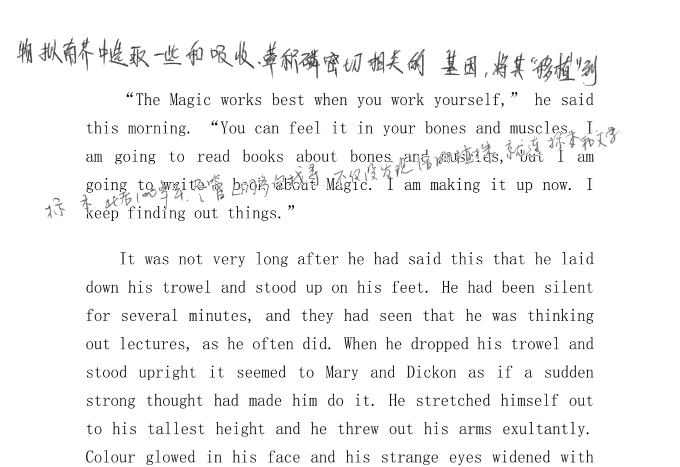 拟南芥中选取一些和吸收、蓄积磷密切相关的 基因,将其“移植”到
“The Magic works best when you work yourself,” he said
this morning. “You can feel it in your bones and muscles. I
am going to read books about bones and muscles, but I am
going to write a book about Magic. I am making it up now. I
keep finding out things.”
标本
It was not very long after he had said this that he laid
down his trowel and stood up on his feet. He had been silent
for several minutes, and they had seen that he was thinking
out lectures, as he often did. When he dropped his trowel and
stood upright it seemed to Mary and Dickon as if a sudden
strong thought had made him do it. He stretched himself out
to his tallest height and he threw out his arms exultantly.
Colour glowed in his face and his strange eyes widened with